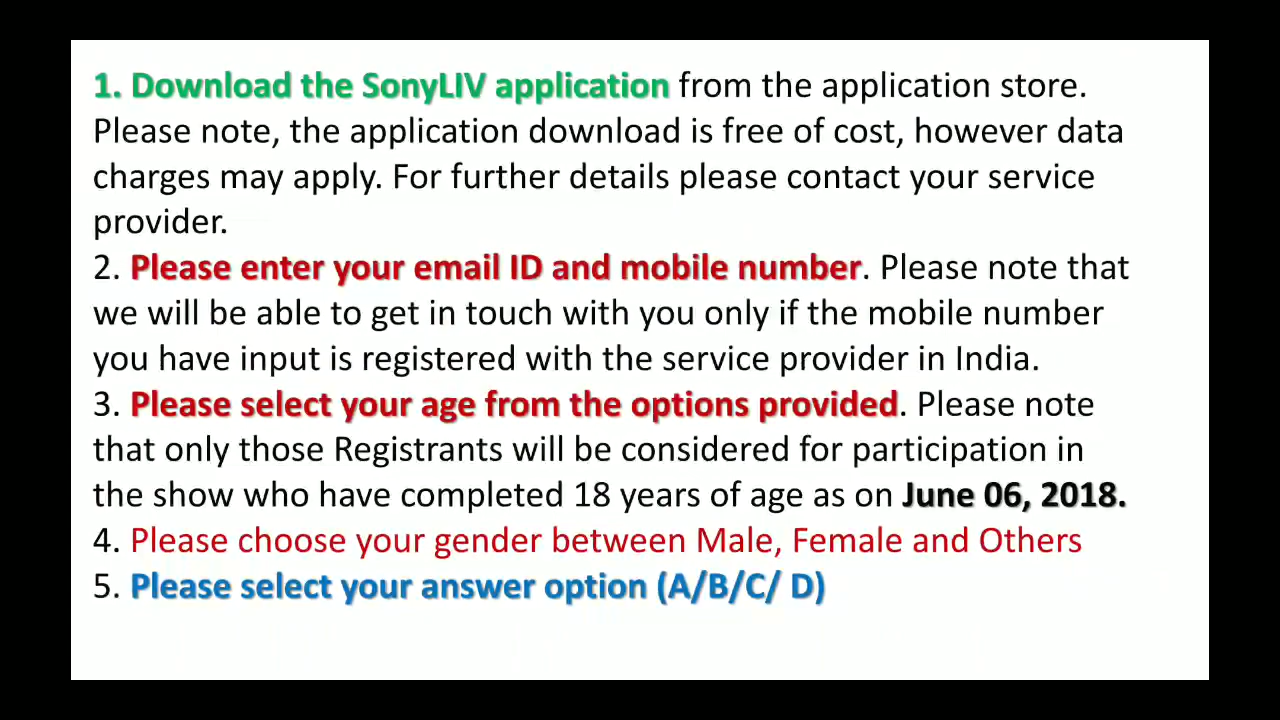 1. Download the SonyLIV application from the application store.
Please note, the application download is free of cost, however data
charges may apply. For further details please contact your service
provider.
2. Please enter your email ID and mobile number. Please note that
we will be able to get in touch with you only if the mobile number
you have input is registered with the service provider in India.
3. Please select your age from the options provided. Please note
that only those Registrants will be considered for participation in
the show who have completed 18 years of age as on June 06, 2018.
4. Please choose your gender between Male, Female and Others
5. Please select your answer option (A/B/C/ D)